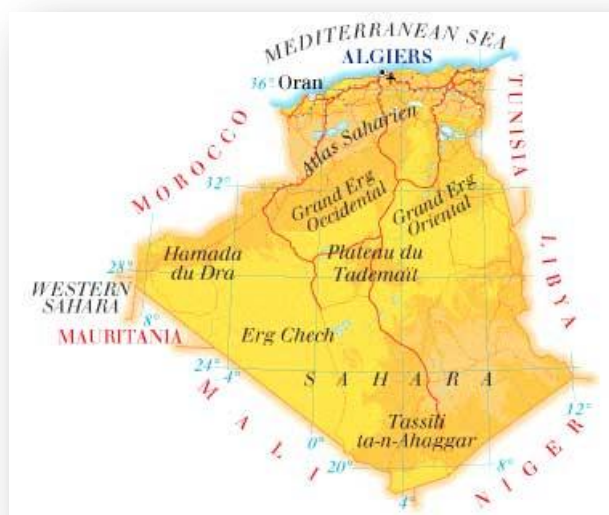 MEDITERRANEAN SEA
ALGIERS
36° Oran
TUNISIA
MOROCCO
Atlas Saharien
32°
Grand Erg
Occidental
Grand Erg
Oriental
LIBYA
Hamada
du Dra
Plateau du
Tademaït
28°
WESTERN
SAHARA
8°
MAURITANIA
Erg Chech
24°
4°
SAHARA
MALI
12°
Tassili
ta-n-Ahaggar
0°
20°
8°
4°
NIGER